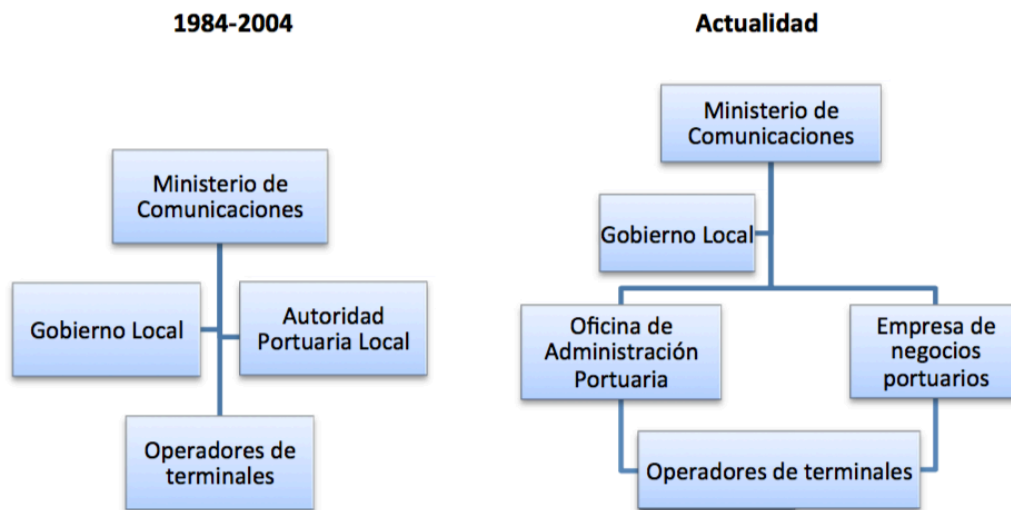 1984-2004
Ministerio de
Comunicaciones
Gobierno Local
Autoridad
Portuaria Local
Operadores de
terminales
Actualidad
Ministerio de
Comunicaciones
Gobierno Local
Oficina de
Administración
Portuaria
Empresa de
negocios
portuarios
Operadores de terminales